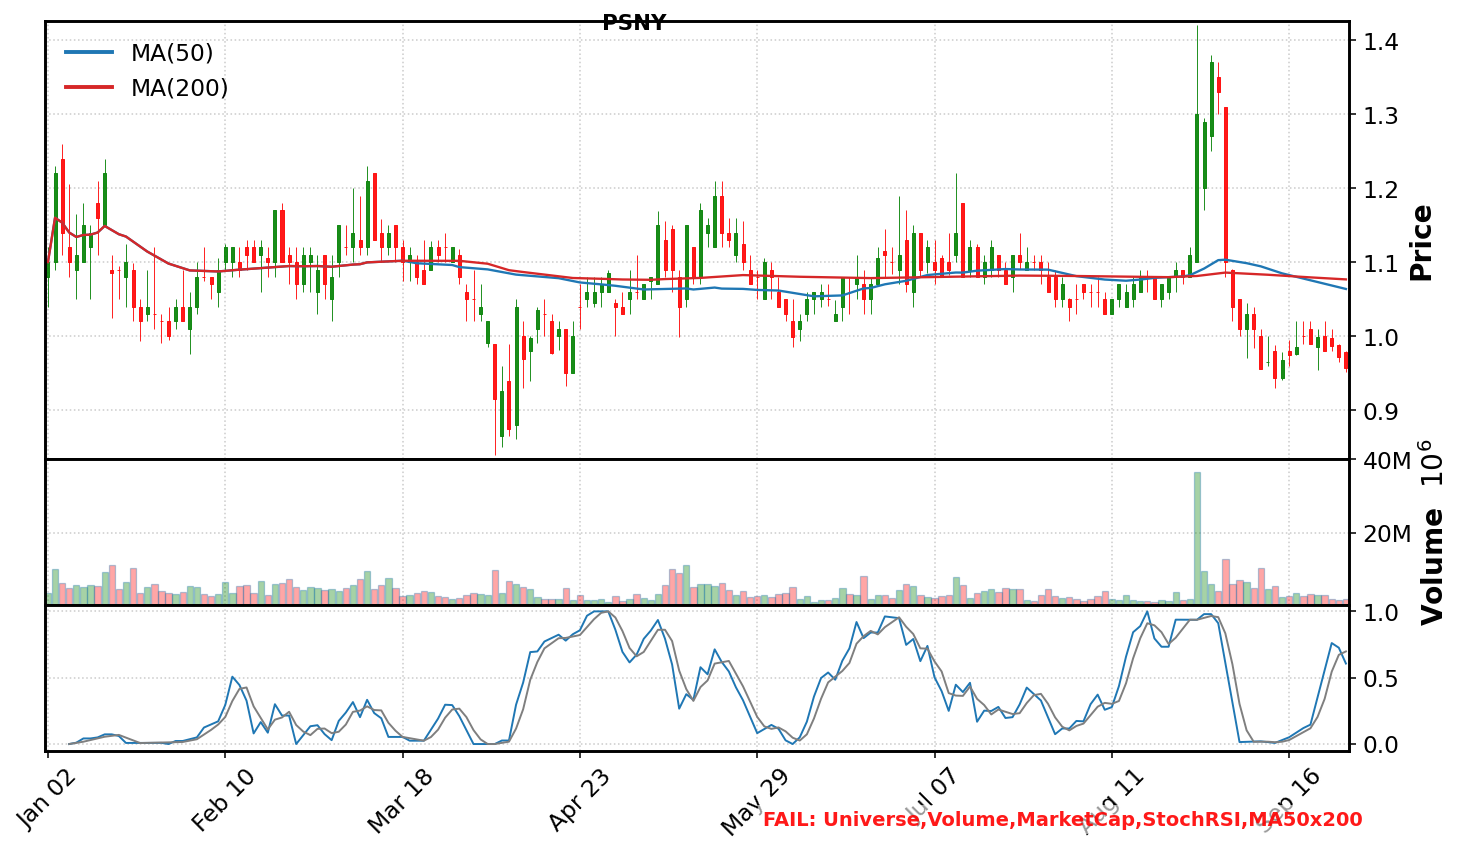 PSNY
MA(50)
MA(200)
1.4
1.3
1.2
1.1
1.0
0.9
Price
40M
20M
Volume 10^6
1.0
0.5
0.0
Jan 02
Feb 10
Mar 18
Apr 23
May 29
Jul 07
Aug 11
Sep 16
FAIL: Universe,Volume,MarketCap,StochRSI,MA50x200